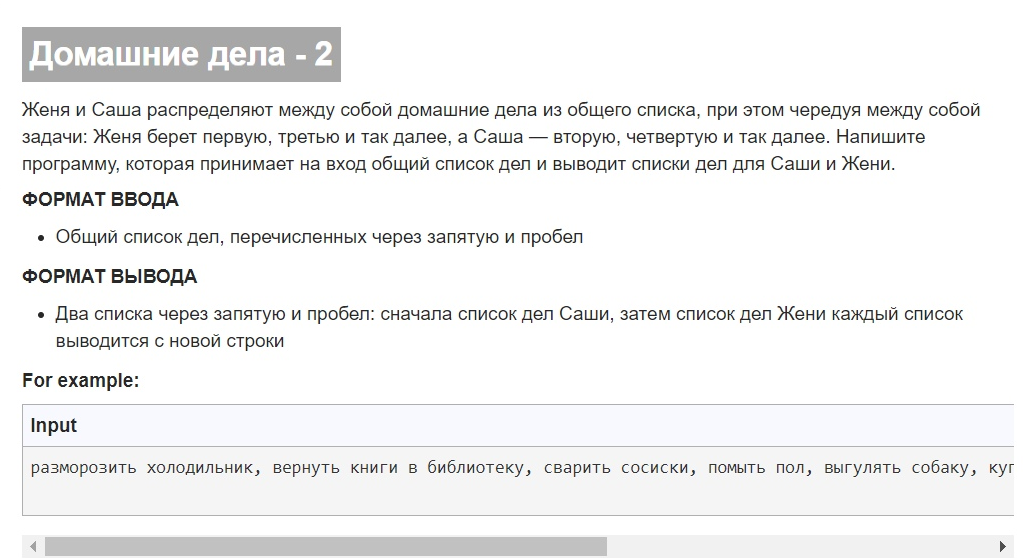 Домашние дела - 2
Женя и Саша распределяют между собой домашние дела из общего списка, при этом чередуя между собой
задачи: Женя берет первую, третью и так далее, а Саша — вторую, четвертую и так далее. Напишите
программу, которая принимает на вход общий список дел и выводит списки дел для Саши и Жени.
ФОРМАТ ВВОДА
• Общий список дел, перечисленных через запятую и пробел
ФОРМАТ ВЫВОДА
• Два списка через запятую и пробел: сначала список дел Саши, затем список дел Жени каждый список
выводится с новой строки
For example:
Input
разморозить холодильник, вернуть книги в библиотеку, сварить сосиски, помыть пол, выгулять собаку,